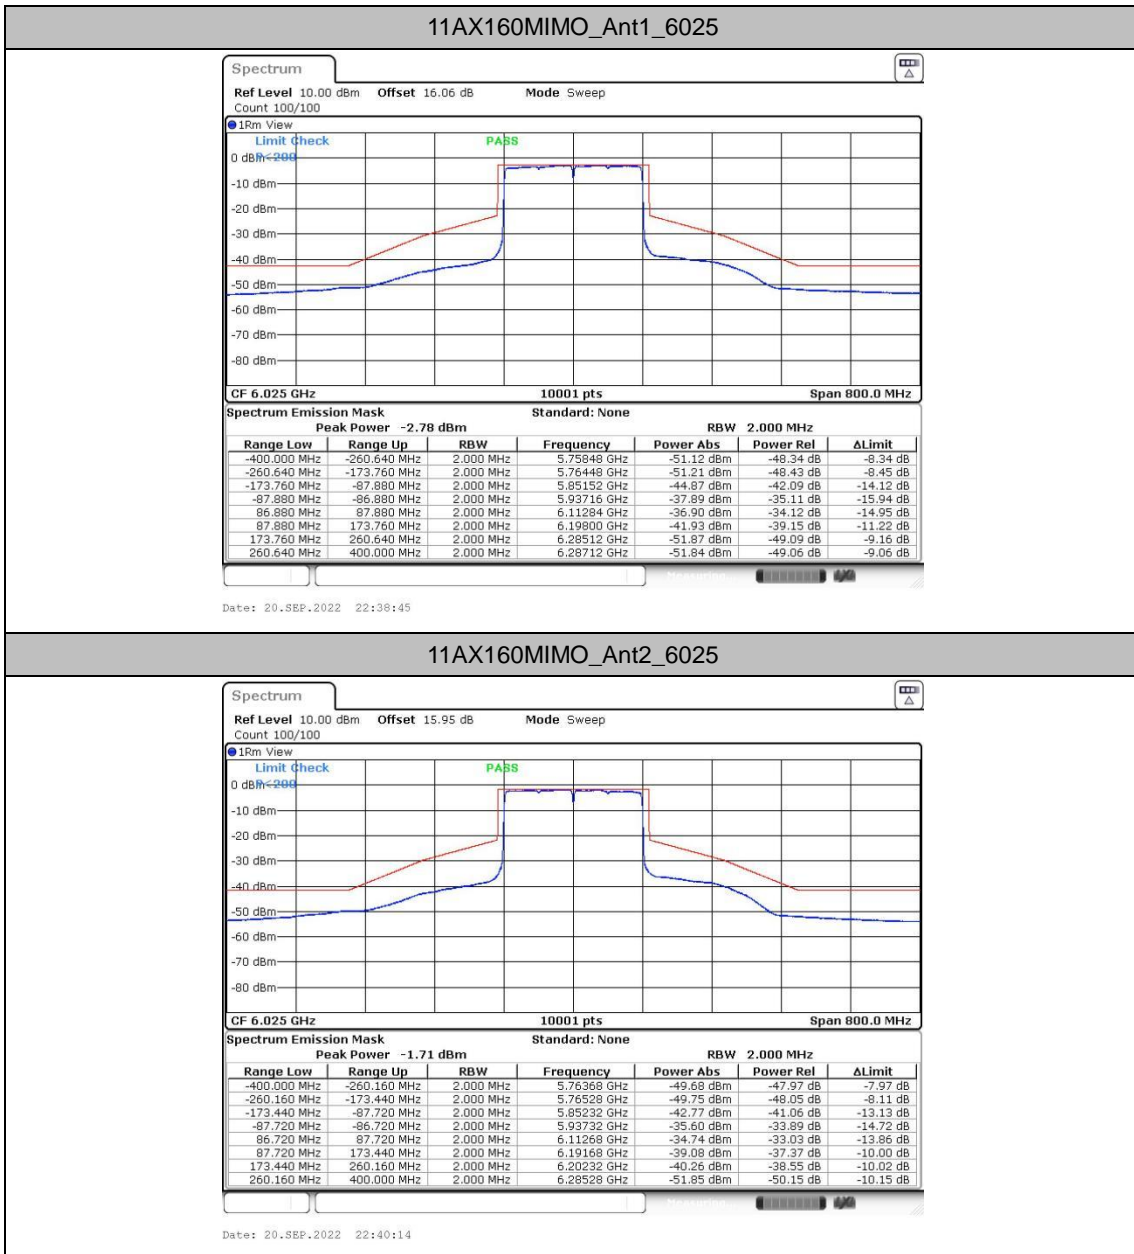 11AX160MIMO_Ant1_6025
Spectrum
Ref Level 10.00 dBm Offset 16.06 dB Mode Sweep
Count 100/100
1Rm View
Limit Check PASS
0 dBm P<200
-10 dBm
-20 dBm
-30 dBm
-40 dBm
-50 dBm
-60 dBm
-70 dBm
-80 dBm
CF 6.025 GHz 10001 pts Span 800.0 MHz
Spectrum Emission Mask Standard: None
Peak Power -2.78 dBm RBW 2.000 MHz
Range Low Range Up RBW Frequency Power Abs Power Rel ΔLimit
-400.000 MHz -260.640 MHz 2.000 MHz 5.75848 GHz -51.12 dBm -48.34 dB -8.34 dB
-260.640 MHz -173.760 MHz 2.000 MHz 5.76448 GHz -51.21 dBm -48.43 dB -8.45 dB
-173.760 MHz -87.880 MHz 2.000 MHz 5.85152 GHz -44.87 dBm -42.09 dB -14.12 dB
-87.880 MHz -86.880 MHz 2.000 MHz 5.93716 GHz -37.89 dBm -35.11 dB -15.94 dB
86.880 MHz 87.880 MHz 2.000 MHz 6.11284 GHz -36.90 dBm -34.12 dB -14.95 dB
87.880 MHz 173.760 MHz 2.000 MHz 6.19800 GHz -41.93 dBm -39.15 dB -11.22 dB
173.760 MHz 260.640 MHz 2.000 MHz 6.28512 GHz -51.87 dBm -49.09 dB -9.16 dB
260.640 MHz 400.000 MHz 2.000 MHz 6.28712 GHz -51.84 dBm -49.06 dB -9.06 dB
Measuring...
Date: 20.SEP.2022 22:38:45
11AX160MIMO_Ant2_6025
Spectrum
Ref Level 10.00 dBm Offset 15.95 dB Mode Sweep
Count 100/100
1Rm View
Limit Check PASS
0 dBm P<200
-10 dBm
-20 dBm
-30 dBm
-40 dBm
-50 dBm
-60 dBm
-70 dBm
-80 dBm
CF 6.025 GHz 10001 pts Span 800.0 MHz
Spectrum Emission Mask Standard: None
Peak Power -1.71 dBm RBW 2.000 MHz
Range Low Range Up RBW Frequency Power Abs Power Rel ΔLimit
-400.000 MHz -260.160 MHz 2.000 MHz 5.76368 GHz -49.68 dBm -47.97 dB -7.97 dB
-260.160 MHz -173.440 MHz 2.000 MHz 5.76528 GHz -49.75 dBm -48.05 dB -8.11 dB
-173.440 MHz -87.720 MHz 2.000 MHz 5.85232 GHz -42.77 dBm -41.06 dB -13.13 dB
-87.720 MHz -86.720 MHz 2.000 MHz 5.93732 GHz -35.60 dBm -33.89 dB -14.72 dB
86.720 MHz 87.720 MHz 2.000 MHz 6.11268 GHz -34.74 dBm -33.03 dB -13.86 dB
87.720 MHz 173.440 MHz 2.000 MHz 6.19168 GHz -39.08 dBm -37.37 dB -10.00 dB
173.440 MHz 260.160 MHz 2.000 MHz 6.20232 GHz -40.26 dBm -38.55 dB -10.02 dB
260.160 MHz 400.000 MHz 2.000 MHz 6.28528 GHz -51.85 dBm -50.15 dB -10.15 dB
Measuring...
Date: 20.SEP.2022 22:40:14